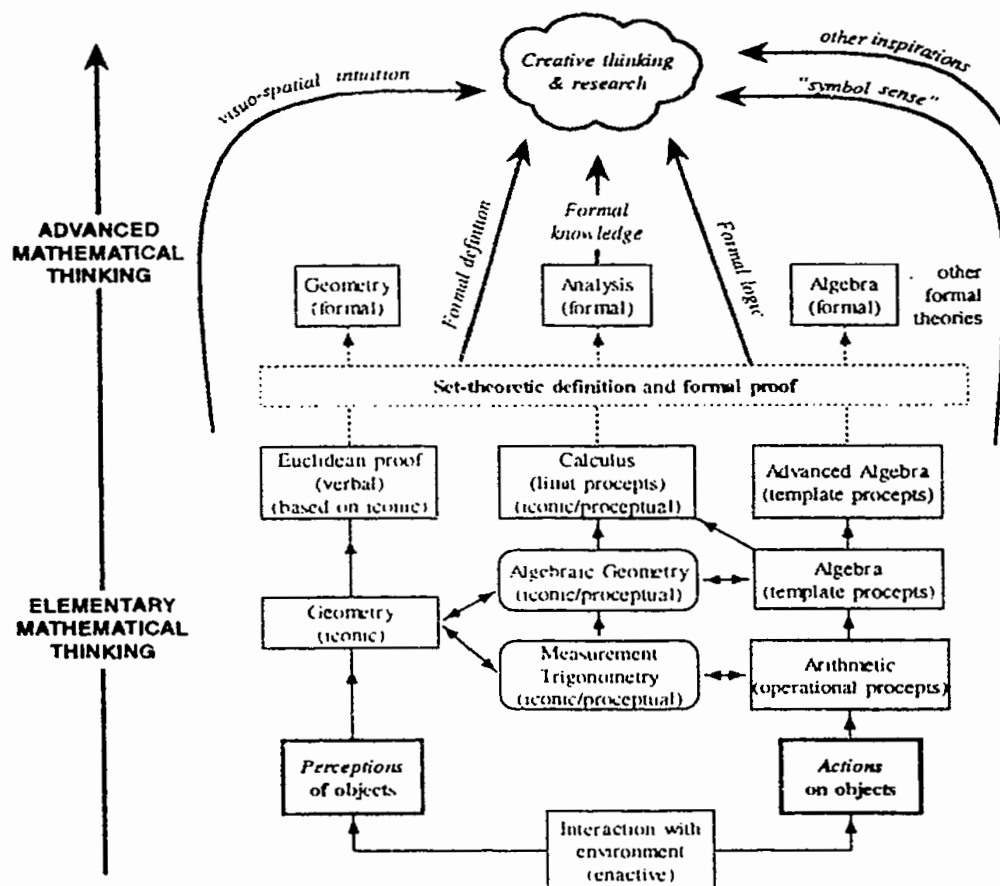 Creative thinking
& research
visuo-spatial intuition
other inspirations
"symbol sense"
ADVANCED
MATHEMATICAL
THINKING
Formal definition
Formal
knowledge
Formal logic
Geometry
(formal)
Analysis
(formal)
Algebra
(formal)
other
formal
theories
Set-theoretic definition and formal proof
Euclidean proof
(verbal)
(based on iconic)
Calculus
(limit procepts)
(iconic/proceptual)
Advanced Algebra
(template procepts)
Algebraic Geometry
(iconic/proceptual)
Algebra
(template procepts)
ELEMENTARY
MATHEMATICAL
THINKING
Geometry
(iconic)
Measurement
Trigonometry
(iconic/proceptual)
Arithmetic
(operational procepts)
Perceptions
of objects
Actions
on objects
Interaction with
environment
(enactive)